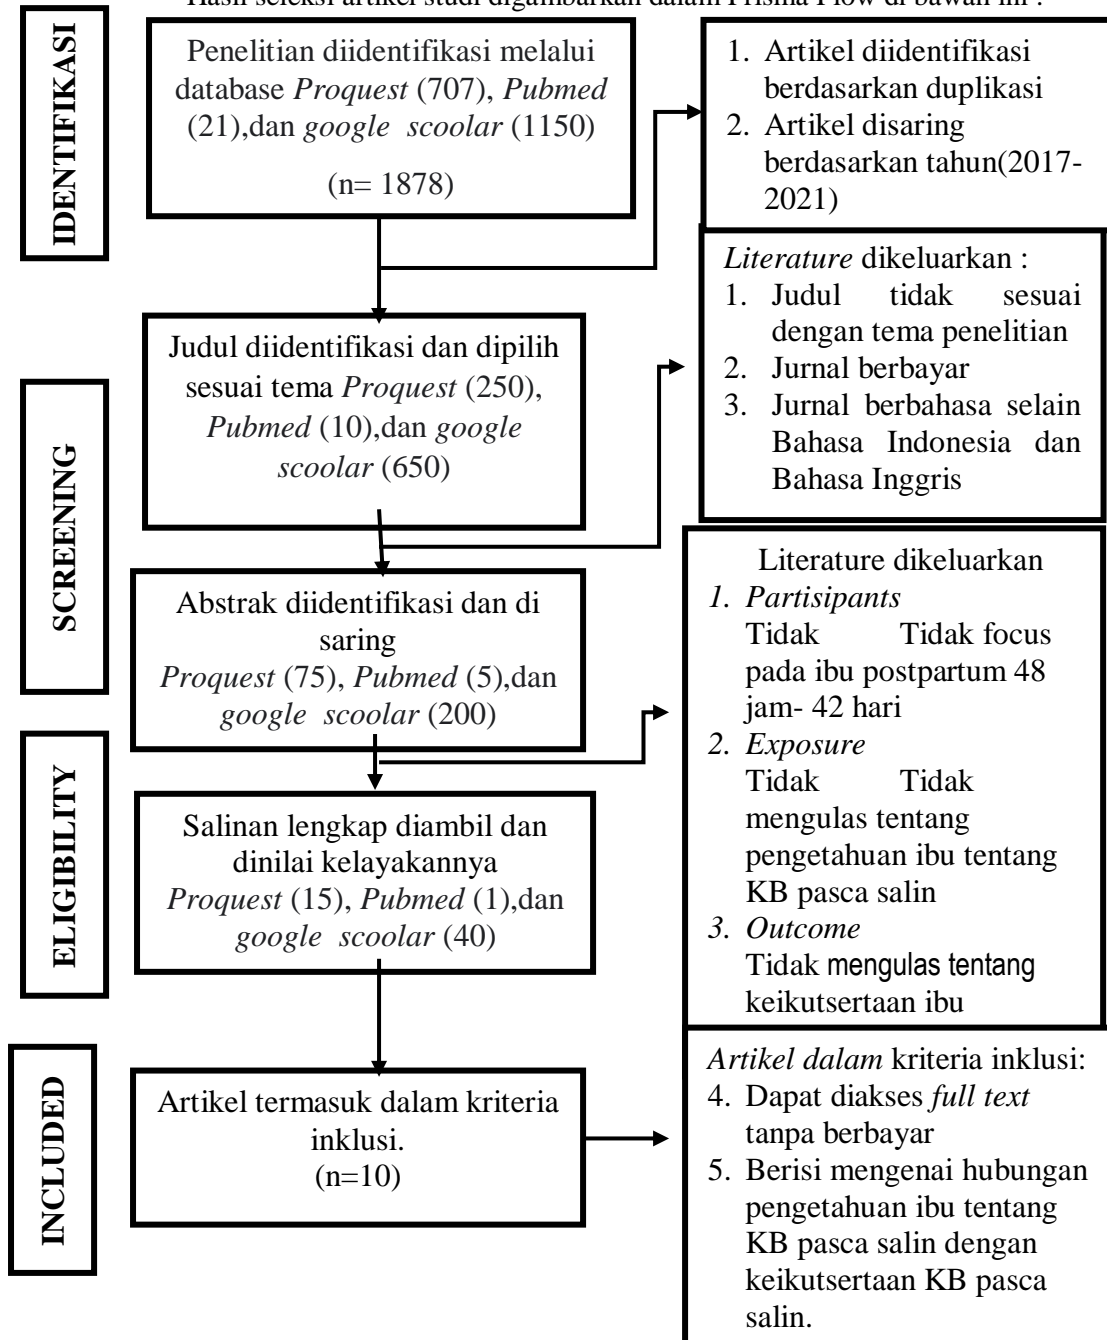 Hasil seleksi artikel studi digambarkan dalam Prisma Flow di bawah ini :
IDENTIFIKASI
Penelitian diidentifikasi melalui
database Proquest (707), Pubmed
(21),dan google scoolar (1150)
(n= 1878)
1. Artikel diidentifikasi
berdasarkan duplikasi
2. Artikel disaring
berdasarkan tahun(2017-
2021)
SCREENING
Judul diidentifikasi dan dipilih
sesuai tema Proquest (250),
Pubmed (10),dan google
scoolar (650)
Literature dikeluarkan :
1. Judul tidak sesuai
dengan tema penelitian
2. Jurnal berbayar
3. Jurnal berbahasa selain
Bahasa Indonesia dan
Bahasa Inggris
Abstrak diidentifikasi dan di
saring
Proquest (75), Pubmed (5),dan
google scoolar (200)
Literature dikeluarkan
1. Partisipants
Tidak Tidak focus
pada ibu postpartum 48
jam- 42 hari
2. Exposure
Tidak Tidak
mengulas tentang
pengetahuan ibu tentang
KB pasca salin
3. Outcome
Tidak mengulas tentang
keikutsertaan ibu
ELIGIBILITY
Salinan lengkap diambil dan
dinilai kelayakannya
Proquest (15), Pubmed (1),dan
google scoolar (40)
INCLUDED
Artikel termasuk dalam kriteria
inklusi.
(n=10)
Artikel dalam kriteria inklusi:
4. Dapat diakses full text
tanpa berbayar
5. Berisi mengenai hubungan
pengetahuan ibu tentang
KB pasca salin dengan
keikutsertaan KB pasca
salin.